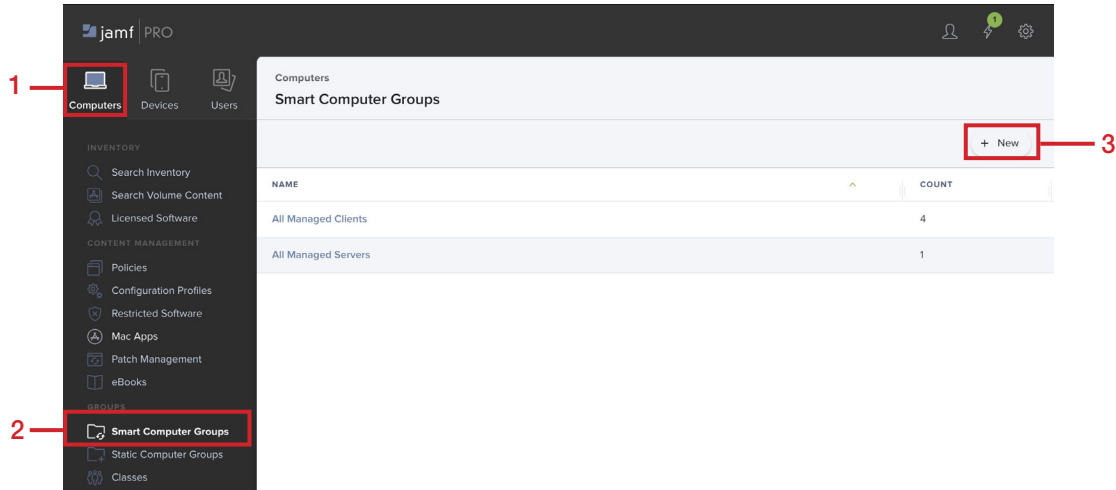 jamf PRO
1
1
Computers
Devices
Users
Computers
Smart Computer Groups
INVENTORY
Search Inventory
Search Volume Content
Licensed Software
CONTENT MANAGEMENT
Policies
Configuration Profiles
Restricted Software
Mac Apps
Patch Management
eBooks
GROUPS
2
Smart Computer Groups
Static Computer Groups
Classes
+ New
3
NAME
COUNT
All Managed Clients
4
All Managed Servers
1